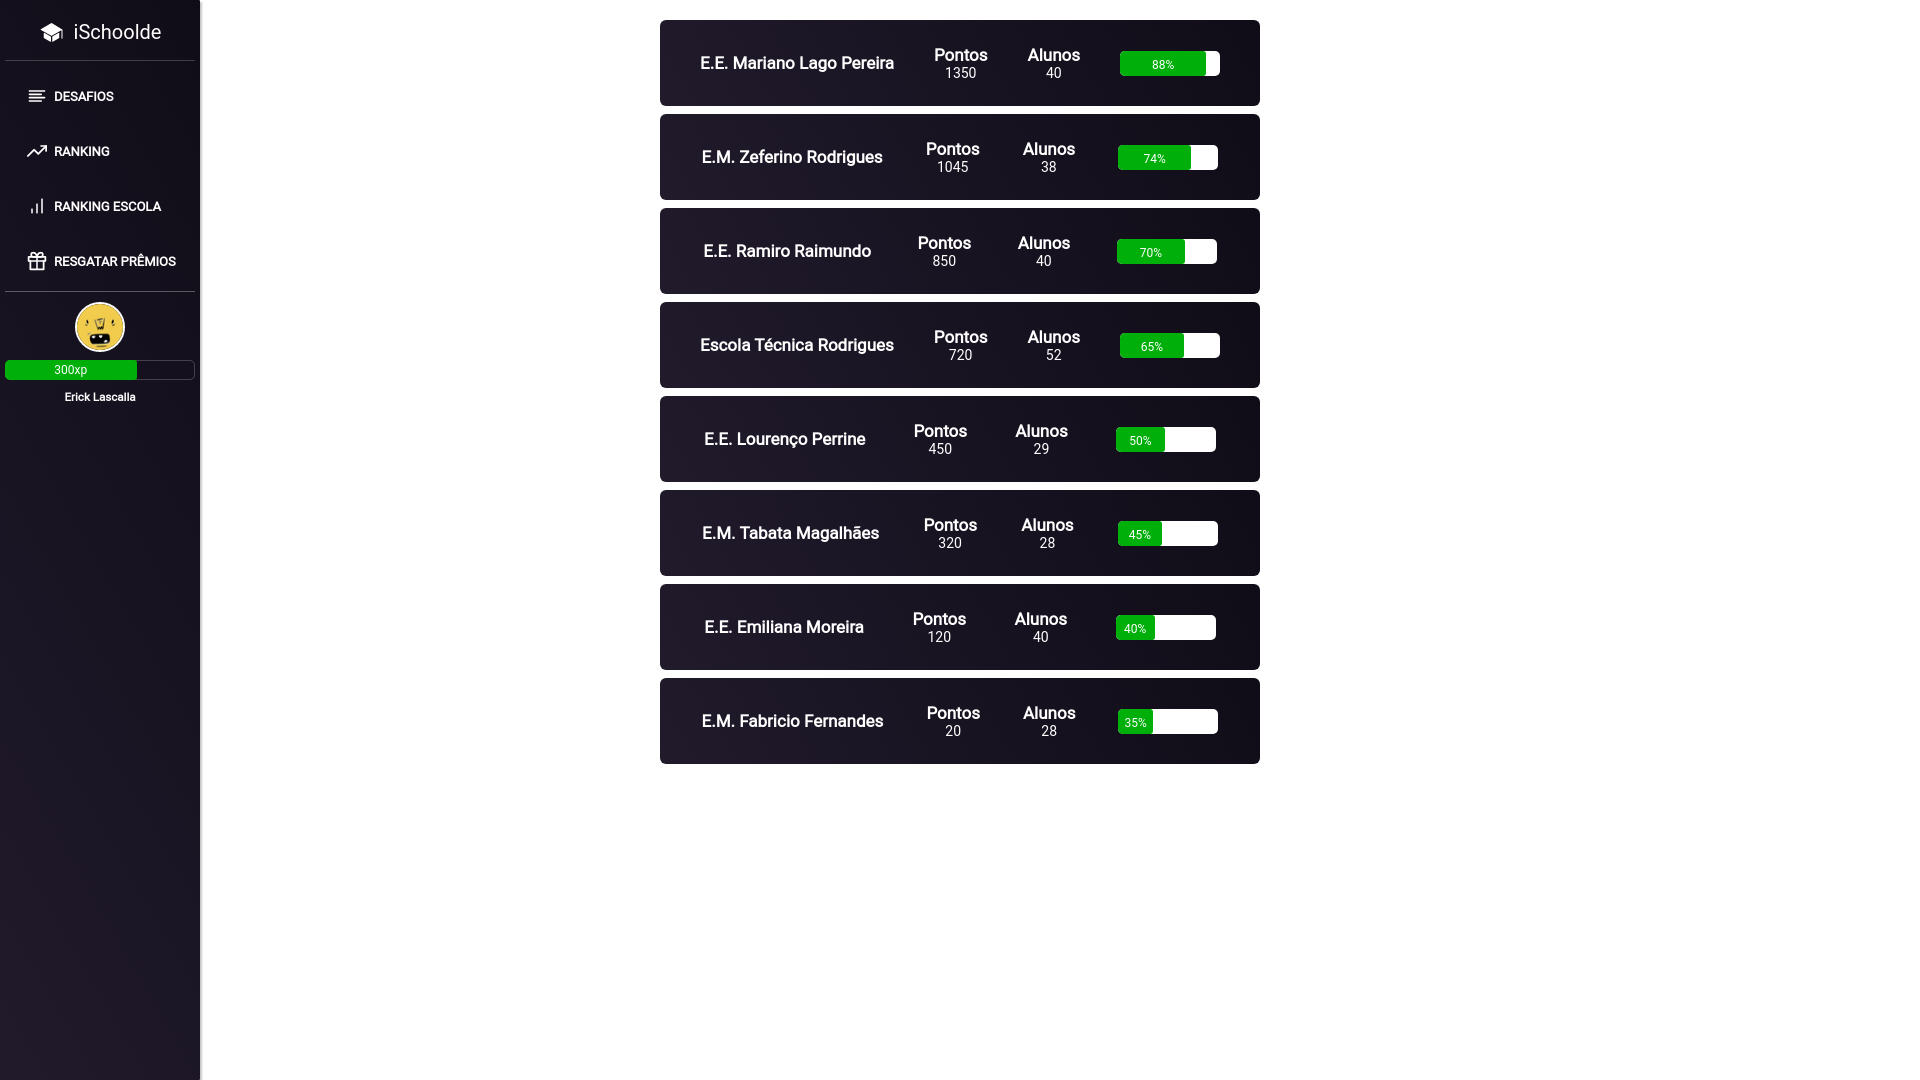 iSchoolde
DESAFIOS
RANKING
RANKING ESCOLA
RESGATAR PRÊMIOS
300xp
Erick Lascalla
E.E. Mariano Lago Pereira
Pontos
1350
Alunos
40
88%
E.M. Zeferino Rodrigues
Pontos
1045
Alunos
38
74%
E.E. Ramiro Raimundo
Pontos
850
Alunos
40
70%
Escola Técnica Rodrigues
Pontos
720
Alunos
52
65%
E.E. Lourenço Perrine
Pontos
450
Alunos
29
50%
E.M. Tabata Magalhães
Pontos
320
Alunos
28
45%
E.E. Emiliana Moreira
Pontos
120
Alunos
40
40%
E.M. Fabricio Fernandes
Pontos
20
Alunos
28
35%